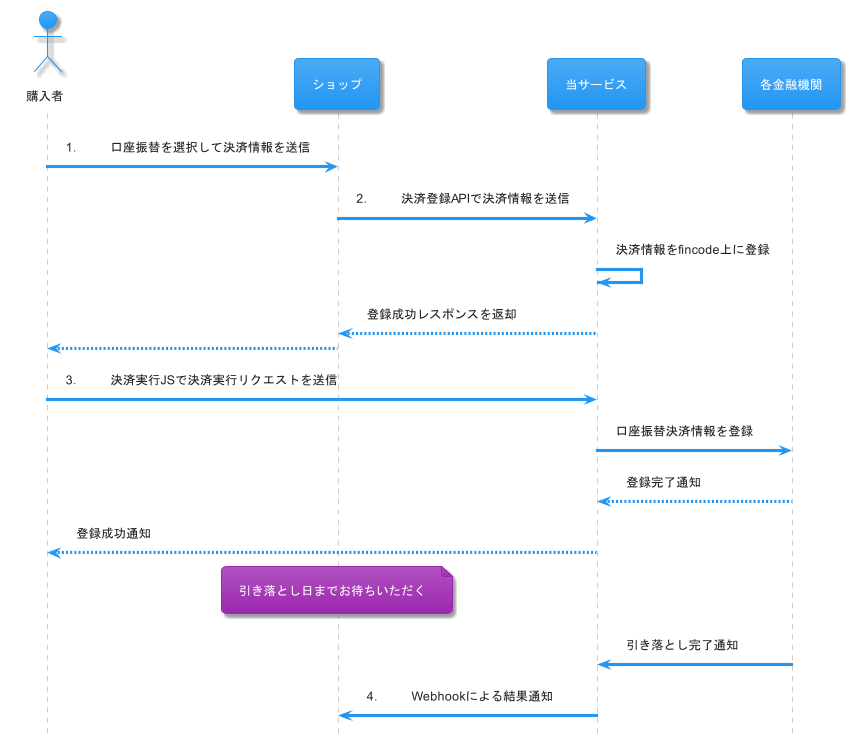 購入者
ショップ
当サービス
各金融機関
1. 口座振替を選択して決済情報を送信
2. 決済登録APIで決済情報を送信
決済情報をfincode上に登録
登録成功レスポンスを返却
3. 決済実行JSで決済実行リクエストを送信
口座振替決済情報を登録
登録完了通知
登録成功通知
引き落とし日までお待ちいただく
引き落とし完了通知
4. Webhookによる結果通知